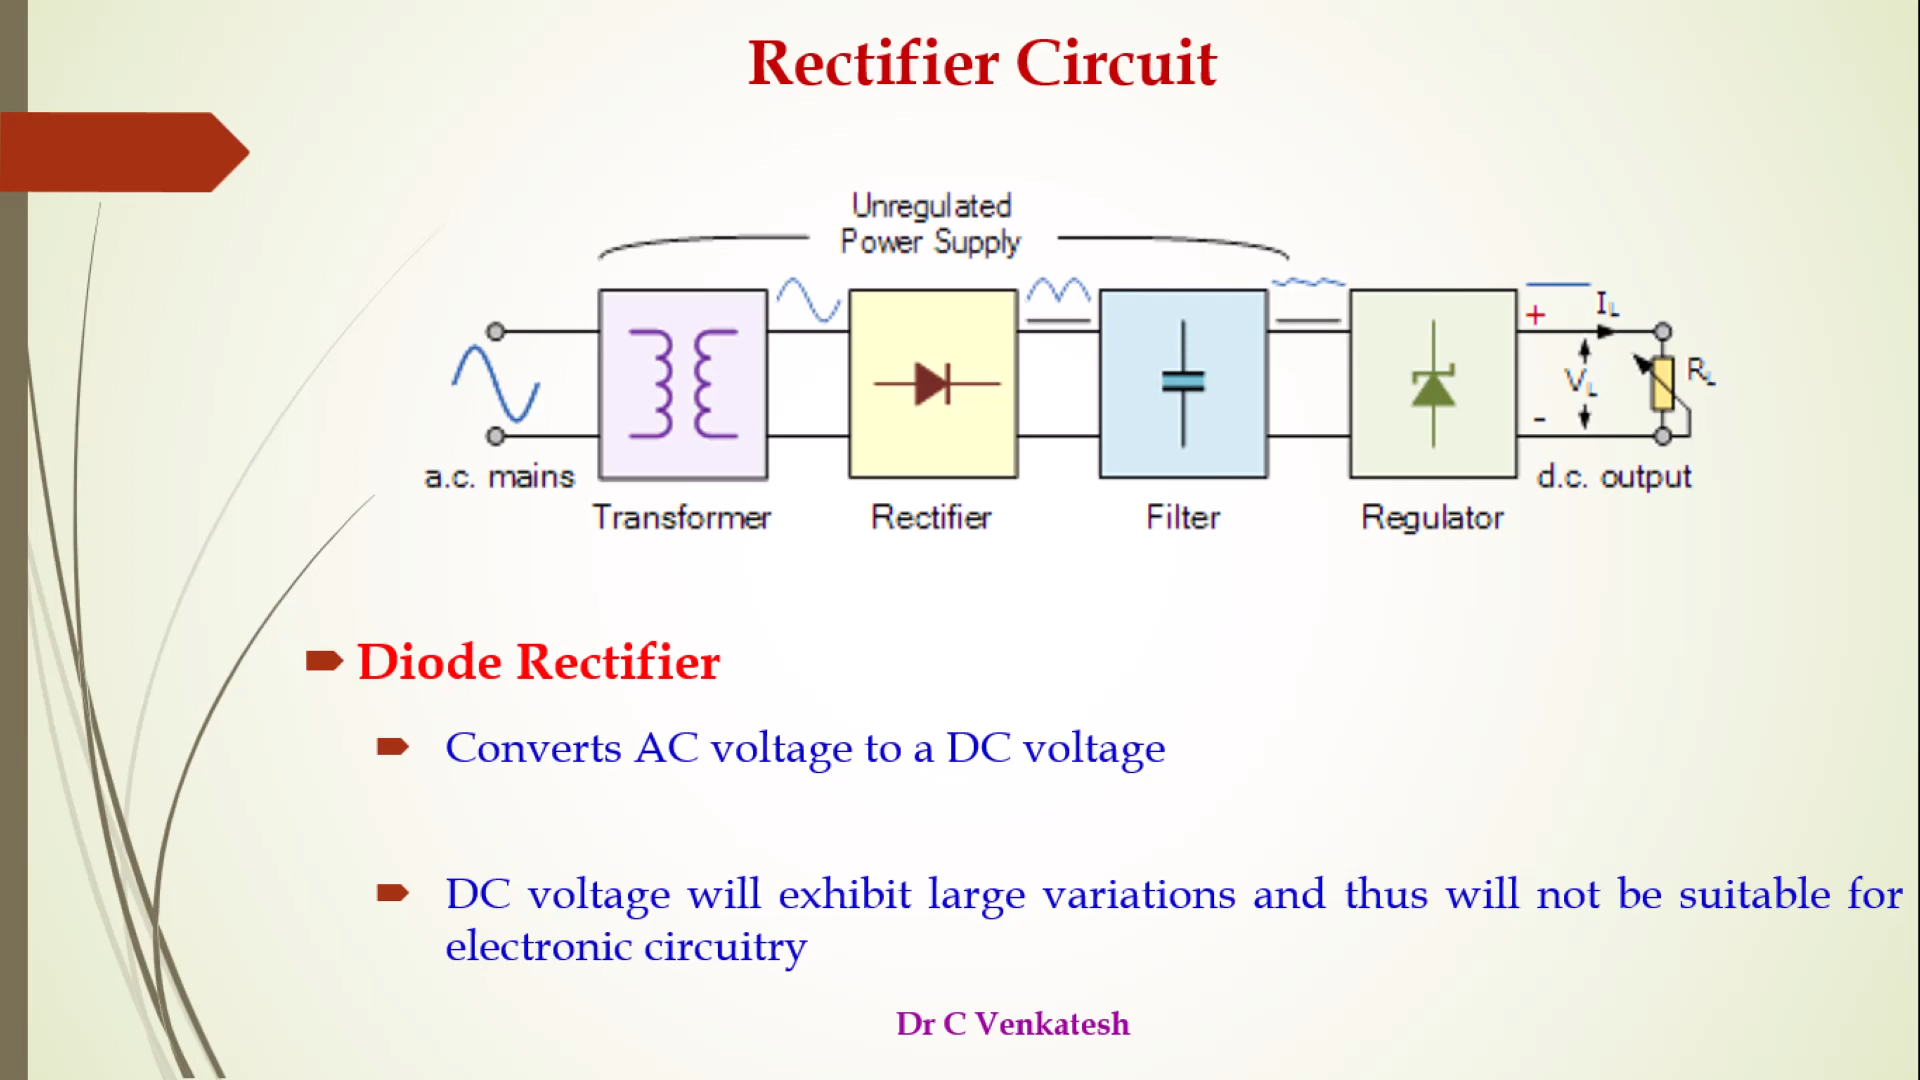 Rectifier Circuit
Unregulated
Power Supply
+ I_L
V_L R_L
-
a.c. mains d.c. output
Transformer Rectifier Filter Regulator
Diode Rectifier
Converts AC voltage to a DC voltage
DC voltage will exhibit large variations and thus will not be suitable for
electronic circuitry
Dr C Venkatesh